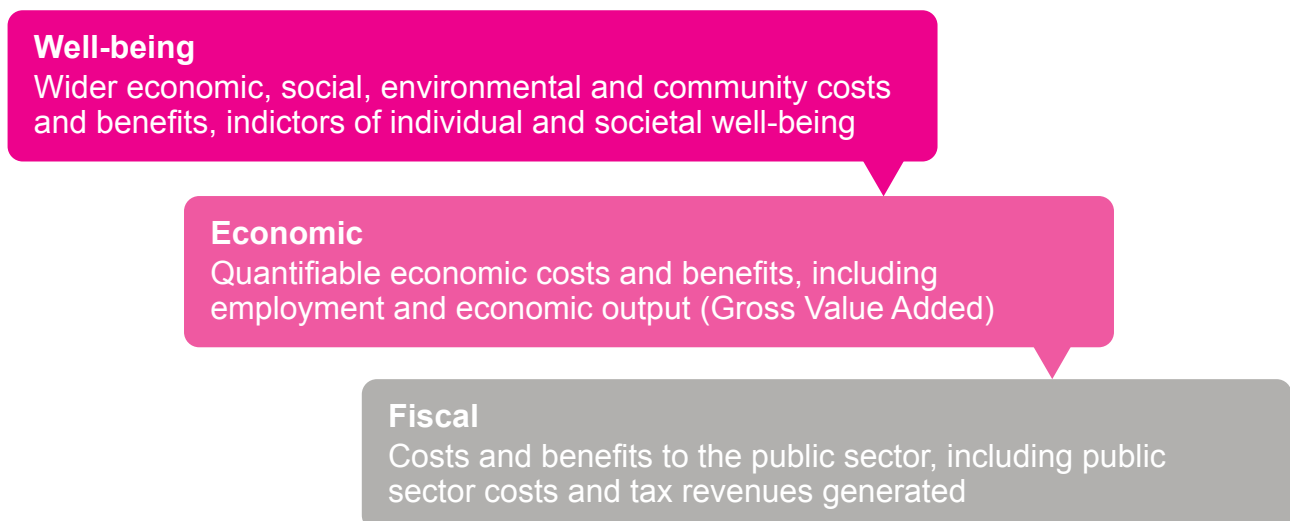 Well-being
Wider economic, social, environmental and community costs
and benefits, indictors of individual and societal well-being
Economic
Quantifiable economic costs and benefits, including
employment and economic output (Gross Value Added)
Fiscal
Costs and benefits to the public sector, including public
sector costs and tax revenues generated